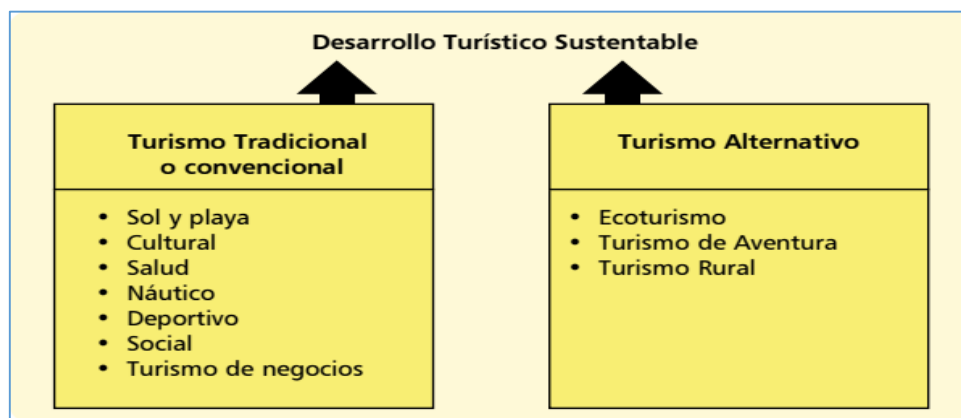 Desarrollo Turístico Sustentable
Turismo Tradicional
o convencional
• Sol y playa
• Cultural
• Salud
• Náutico
• Deportivo
• Social
• Turismo de negocios
Turismo Alternativo
• Ecoturismo
• Turismo de Aventura
• Turismo Rural